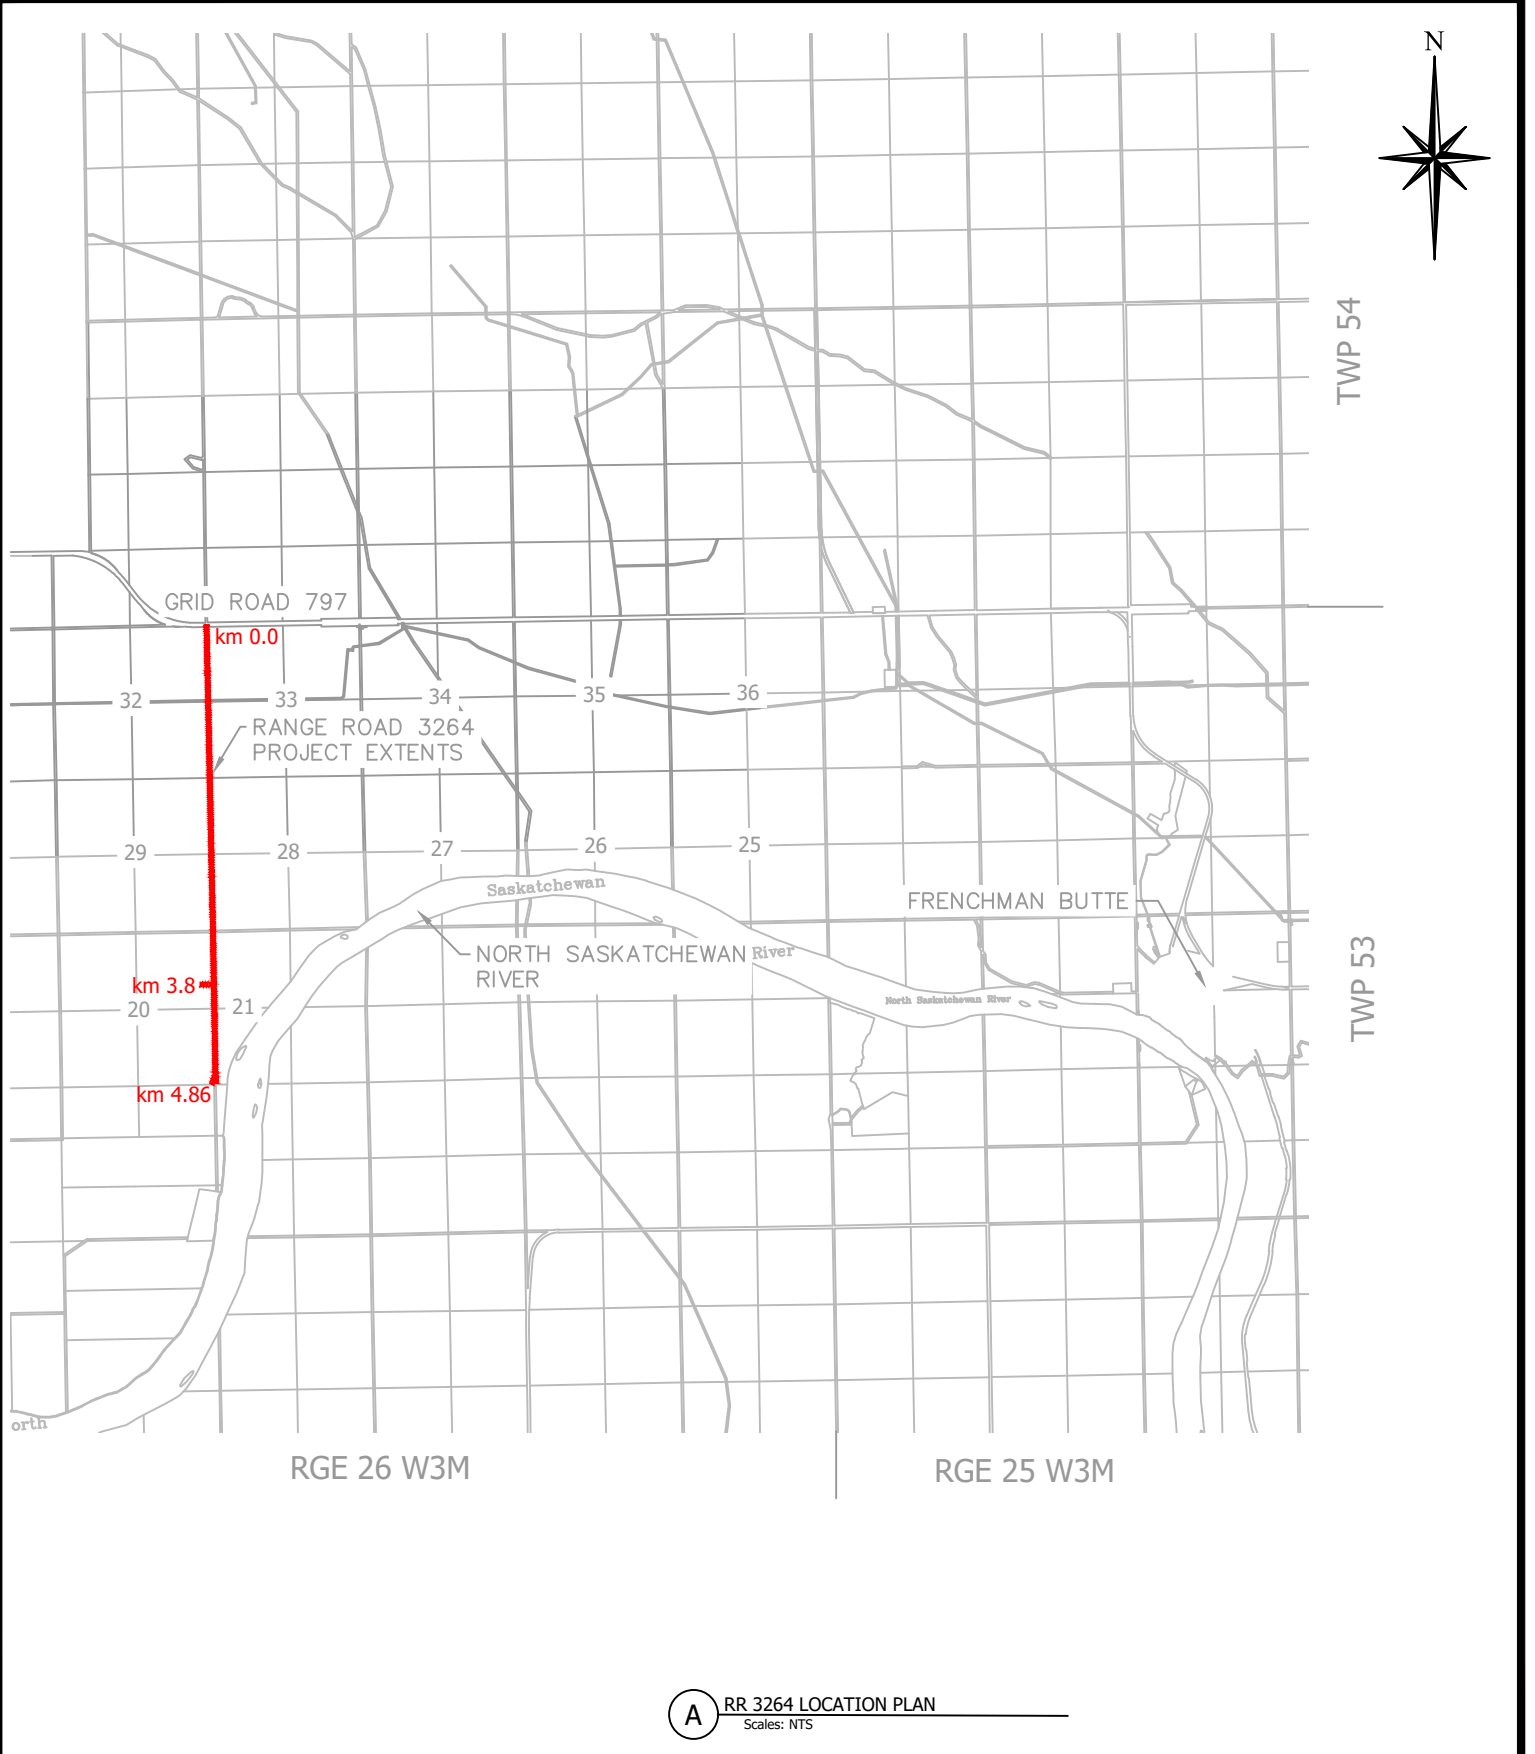 N
TWP 54
GRID ROAD 797
km 0.0
32
33
34
35
36
RANGE ROAD 3264
PROJECT EXTENTS
29
28
27
26
25
Saskatchewan
FRENCHMAN BUTTE
NORTH SASKATCHEWAN
RIVER
River
km 3.8
20
21
North Saskatchewan River
TWP 53
km 4.86
orth
RGE 26 W3M
RGE 25 W3M
A
RR 3264 LOCATION PLAN
Scales: NTS